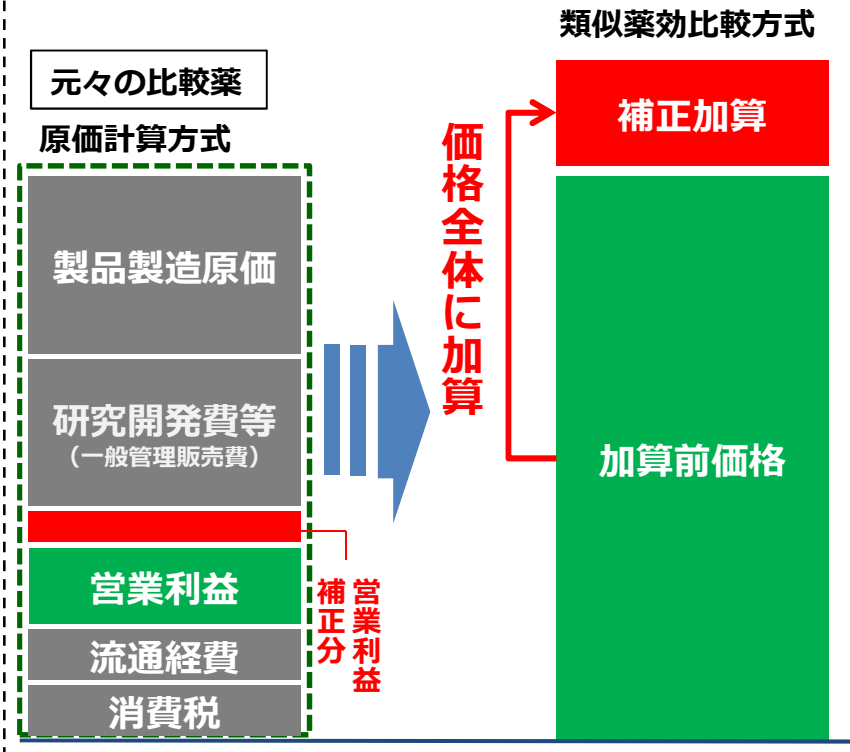 類似薬効比較方式
元々の比較薬
原価計算方式
製品製造原価
研究開発費等
（一般管理販売費）
営業利益
流通経費
消費税
営業利益
補正分
価格全体に加算
補正加算
加算前価格